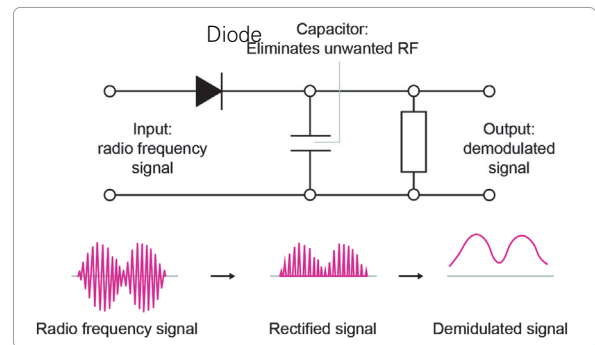 Diode
Capacitor:
Eliminates unwanted RF
Input:
radio frequency
signal
Output:
demodulated
signal
Radio frequency signal
Rectified signal
Demidulated signal